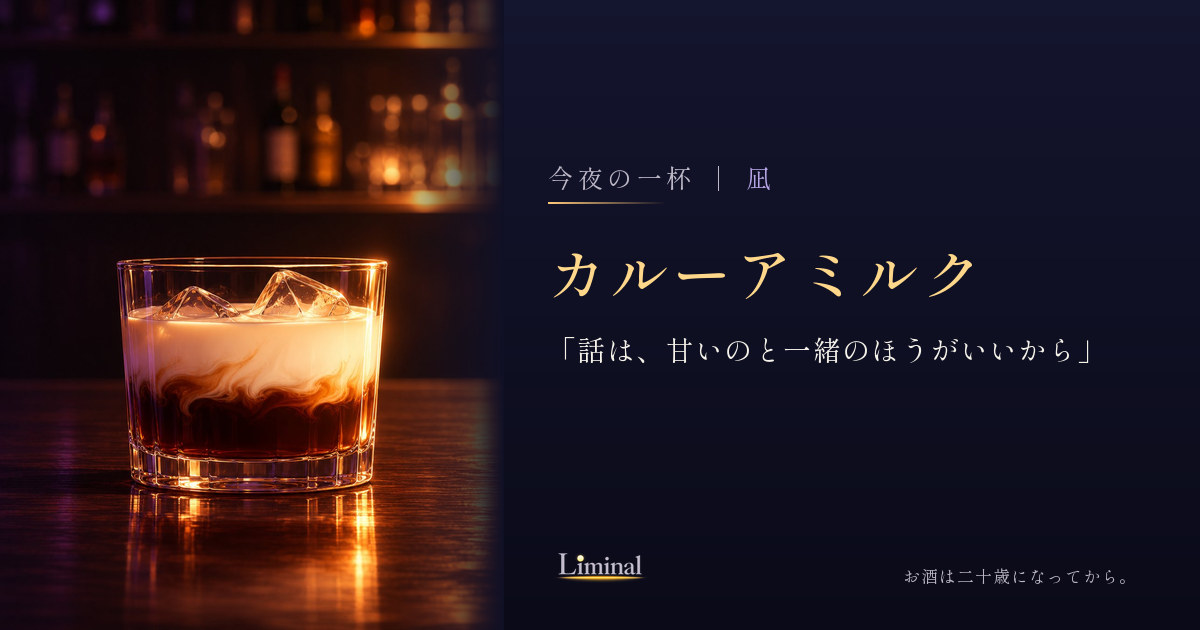 今夜の一杯 ｜ 凪
カルーアミルク
「話は、甘いのと一緒のほうがいいから」
Liminal
お酒は二十歳になってから。